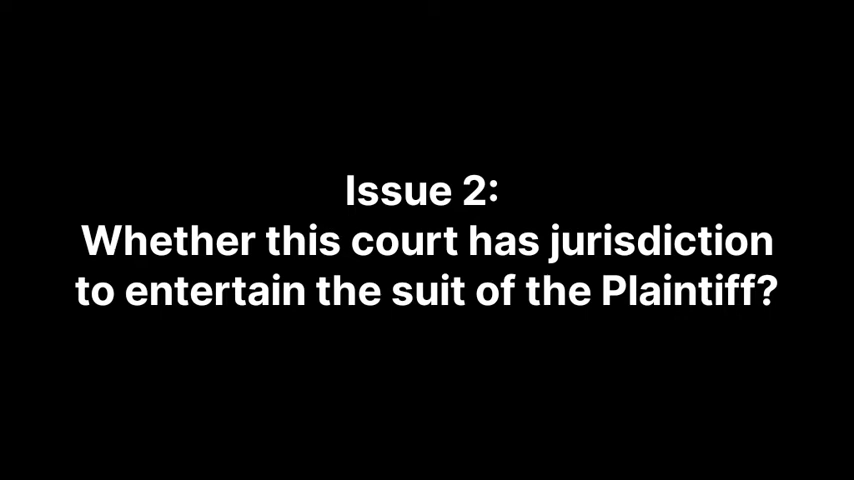 Issue 2:
Whether this court has jurisdiction
to entertain the suit of the Plaintiff?